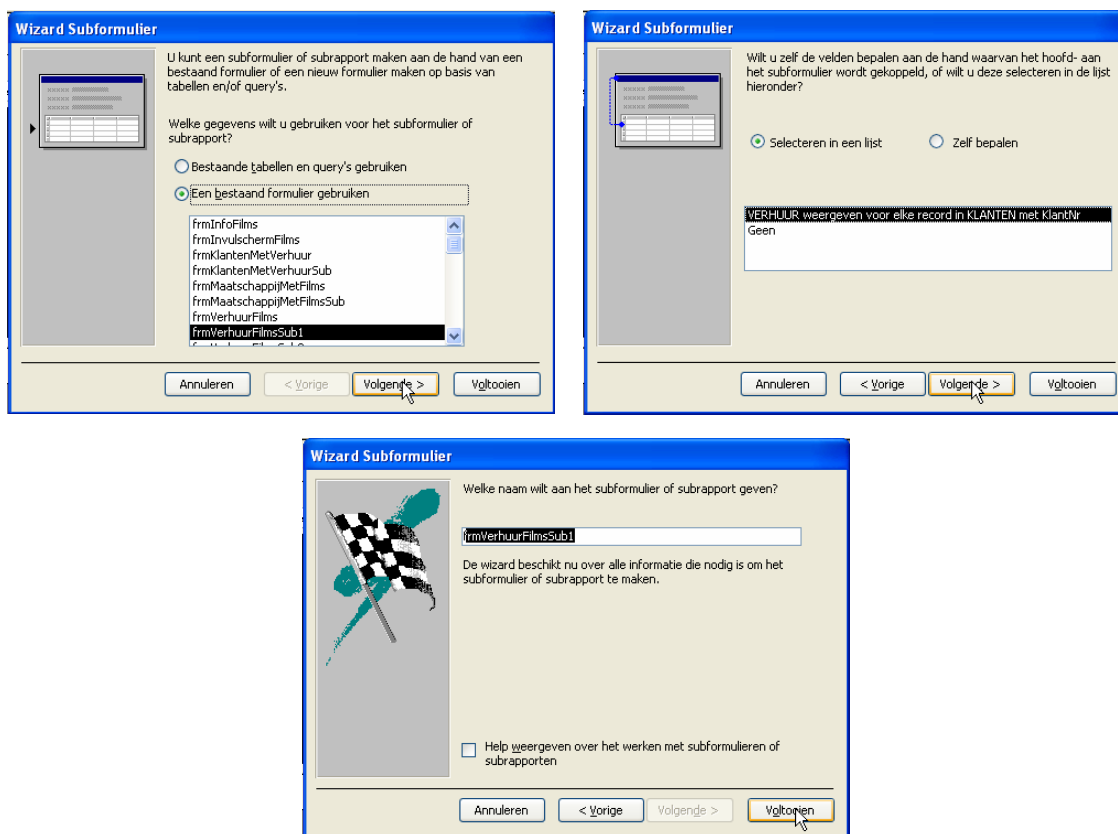 Wizard Subformulier
U kunt een subformulier of subrapport maken aan de hand van een
bestaand formulier of een nieuw formulier maken op basis van
tabellen en/of query's.
Welke gegevens wilt u gebruiken voor het subformulier of
subrapport?
Bestaande tabellen en query's gebruiken
Een bestaand formulier gebruiken
frmInfoFilms
frmInvulschermFilms
frmKlantenMetVerhuur
frmKlantenMetVerhuurSub
frmMaatschappijMetFilms
frmMaatschappijMetFilmsSub
frmVerhuurFilms
frmVerhuurFilmsSub1
Annuleren
< Vorige
Volgende >
Voltooien
Wizard Subformulier
Wilt u zelf de velden bepalen aan de hand waarvan het hoofd- aan
het subformulier wordt gekoppeld, of wilt u deze selecteren in de lijst
hieronder?
Selecteren in een lijst
Zelf bepalen
VERHUUR weergeven voor elke record in KLANTEN met KlantNr
Geen
Annuleren
< Vorige
Volgende >
Voltooien
Wizard Subformulier
Welke naam wilt aan het subformulier of subrapport geven?
frmVerhuurFilmsSub1
De wizard beschikt nu over alle informatie die nodig is om het
subformulier of subrapport te maken.
Help weergeven over het werken met subformulieren of
subrapporten
Annuleren
< Vorige
Volgende >
Voltooien